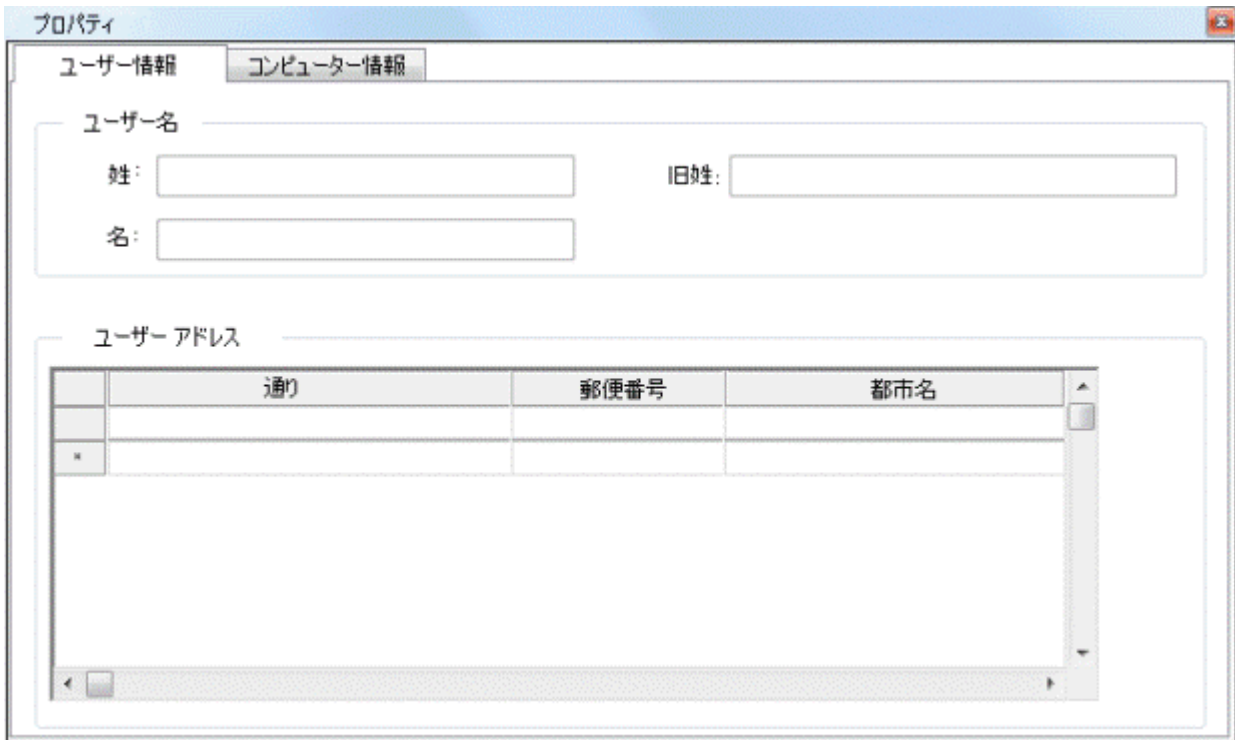 プロパティ
ユーザー情報 コンピューター情報
ユーザー名
姓: 旧姓:
名:
ユーザー アドレス
通り 郵便番号 都市名
*